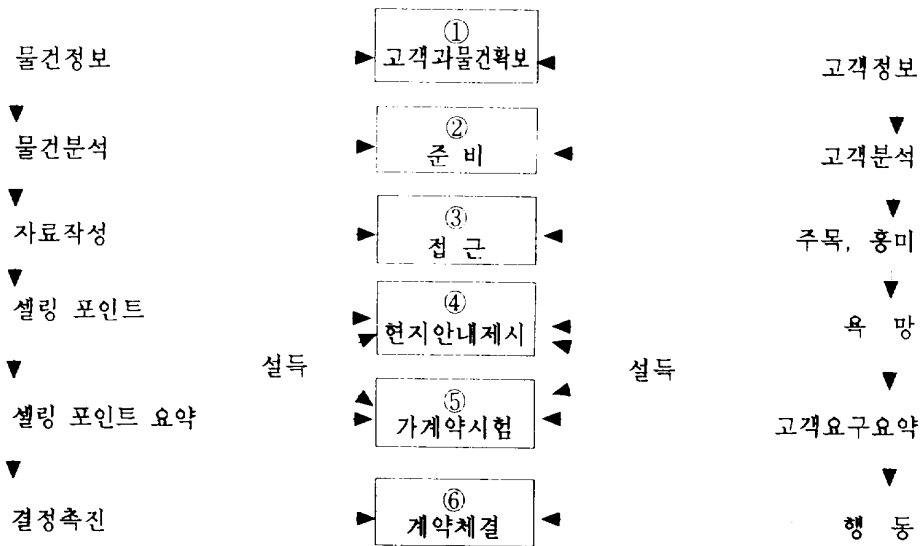 ①
물건정보 고객과물건확보 고객정보
②
물건분석 준 비 고객분석
③
자료작성 접 근 주목, 흥미
④
셀링 포인트 현지안내제시 욕 망
설득 설득
⑤
셀링 포인트 요약 가계약시험 고객요구요약
⑥
결정촉진 계약체결 행 동